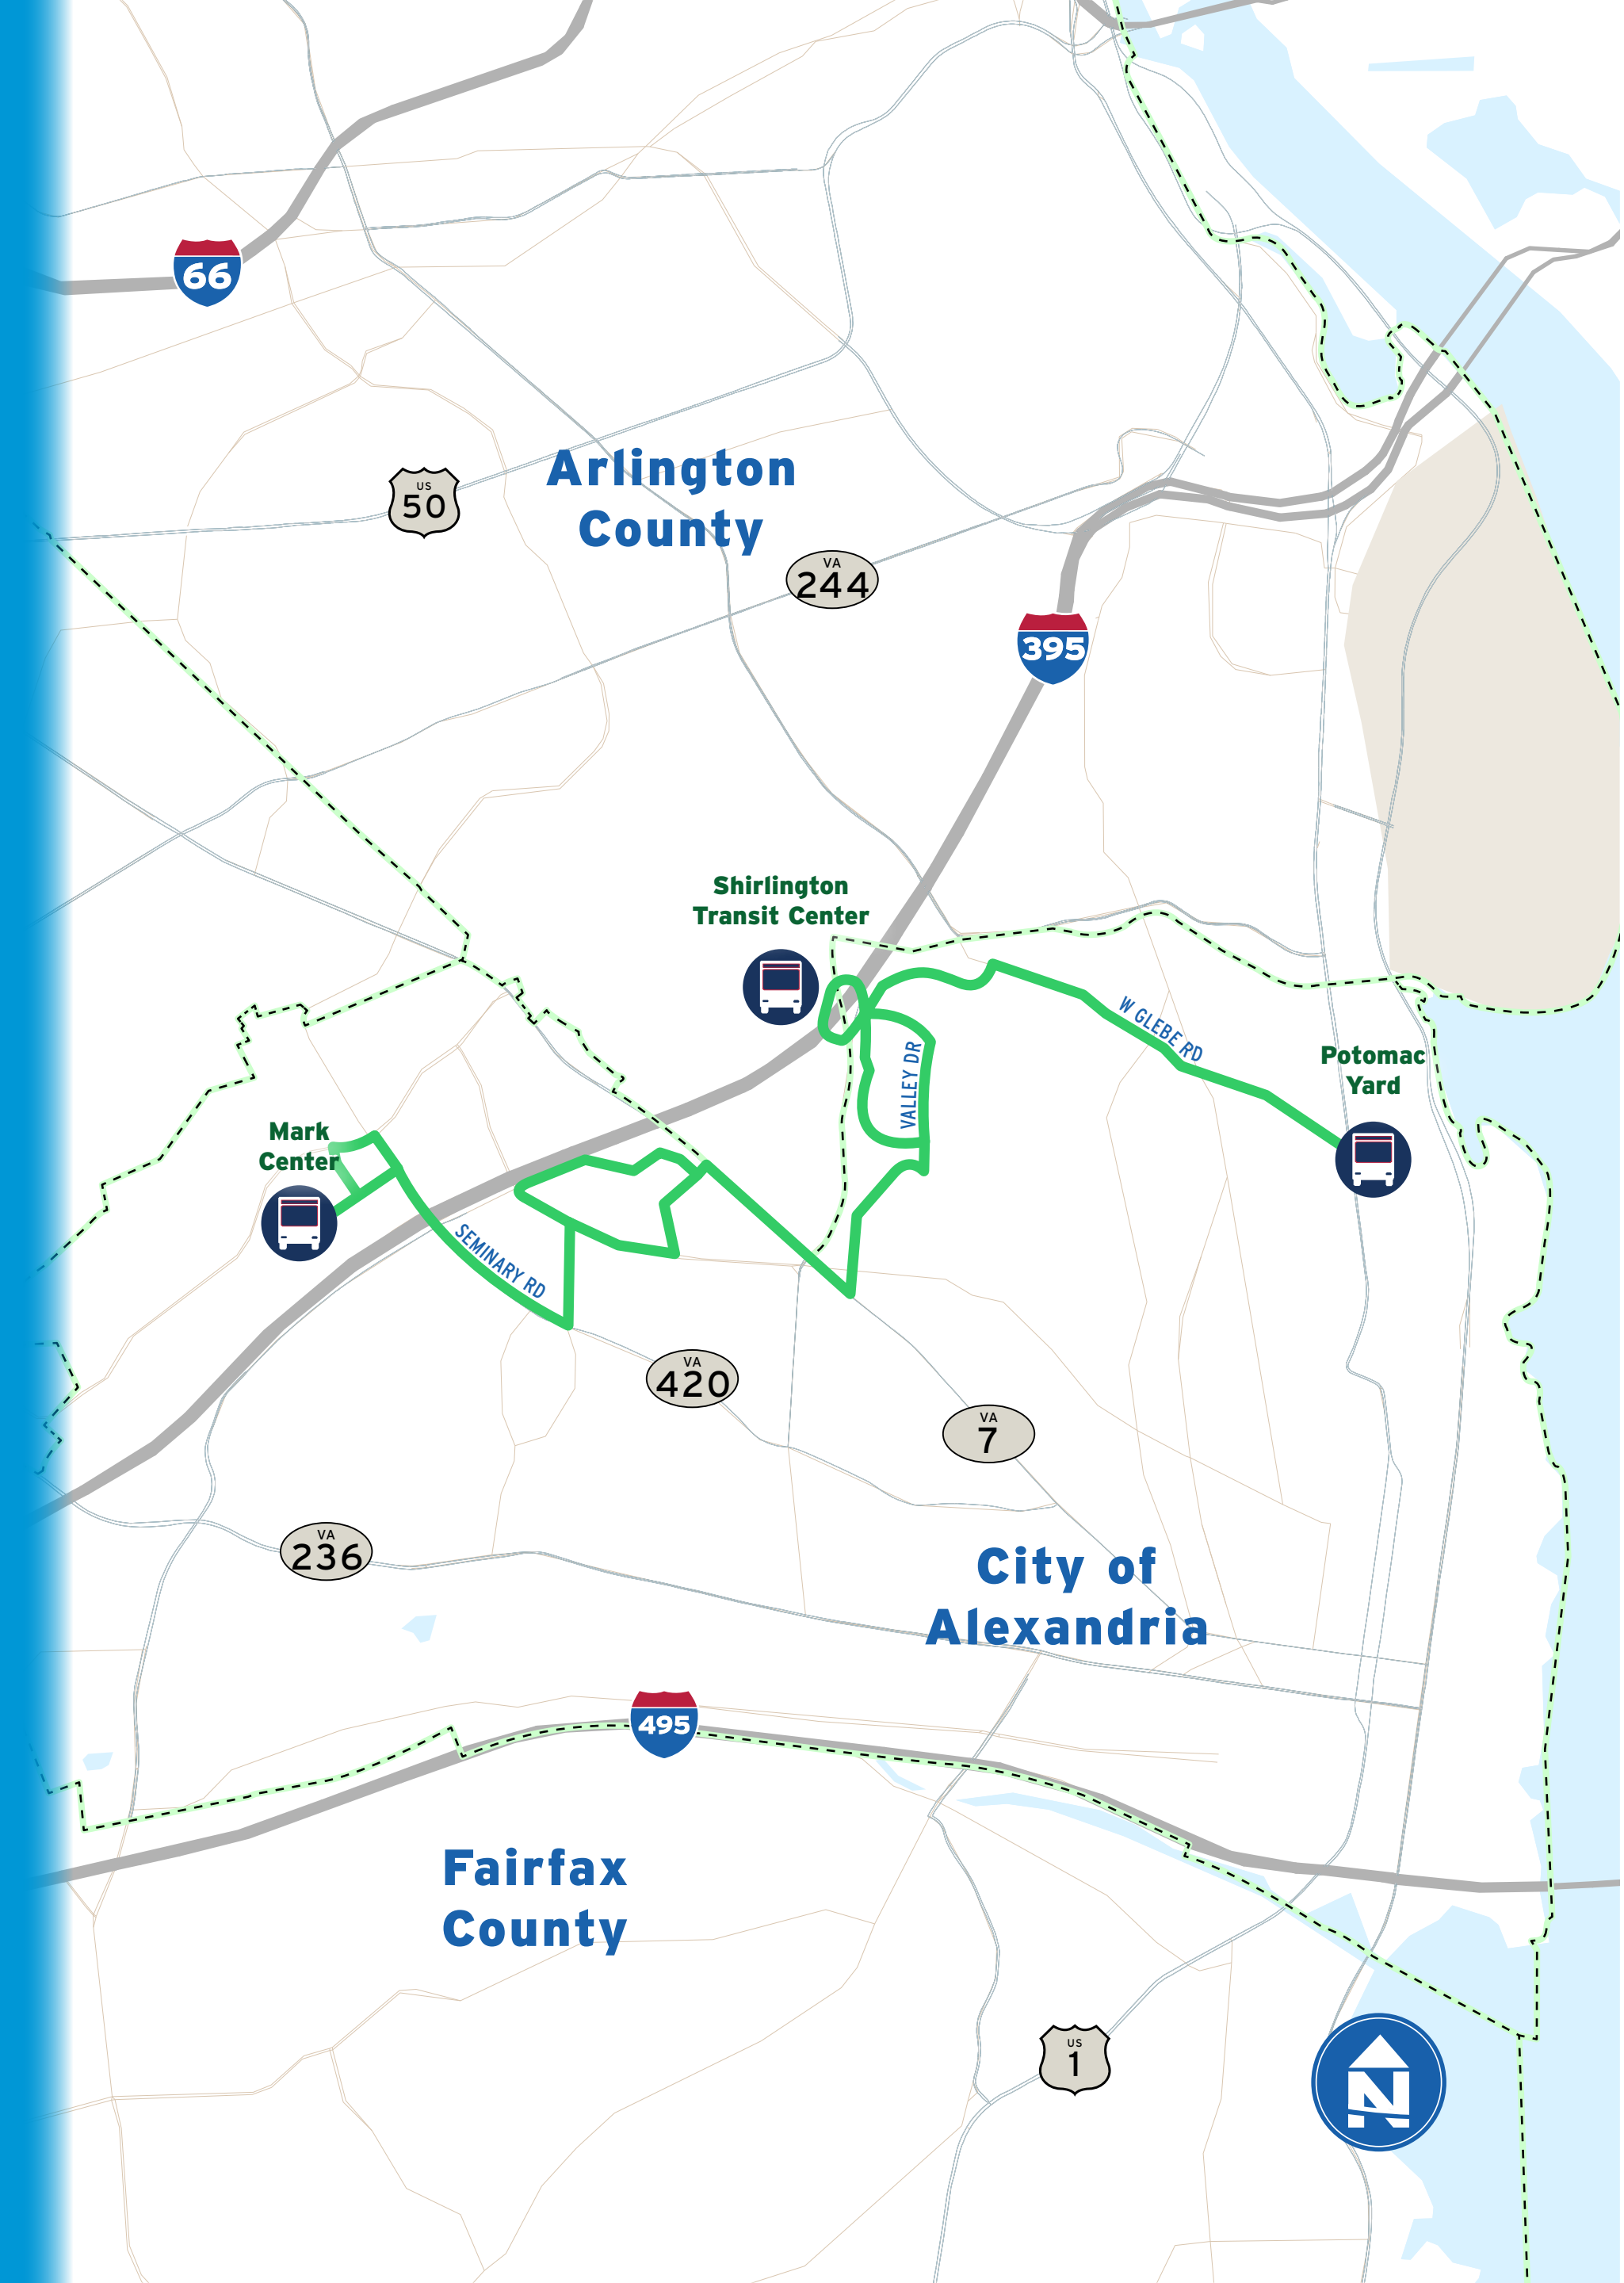 66
US
50
Arlington
County
VA
244
395
Shirlington
Transit Center
W GLEBE RD
VALLEY DR
Potomac
Yard
Mark
Center
SEMINARY RD
VA
420
VA
7
VA
236
City of
Alexandria
495
Fairfax
County
US
1
N